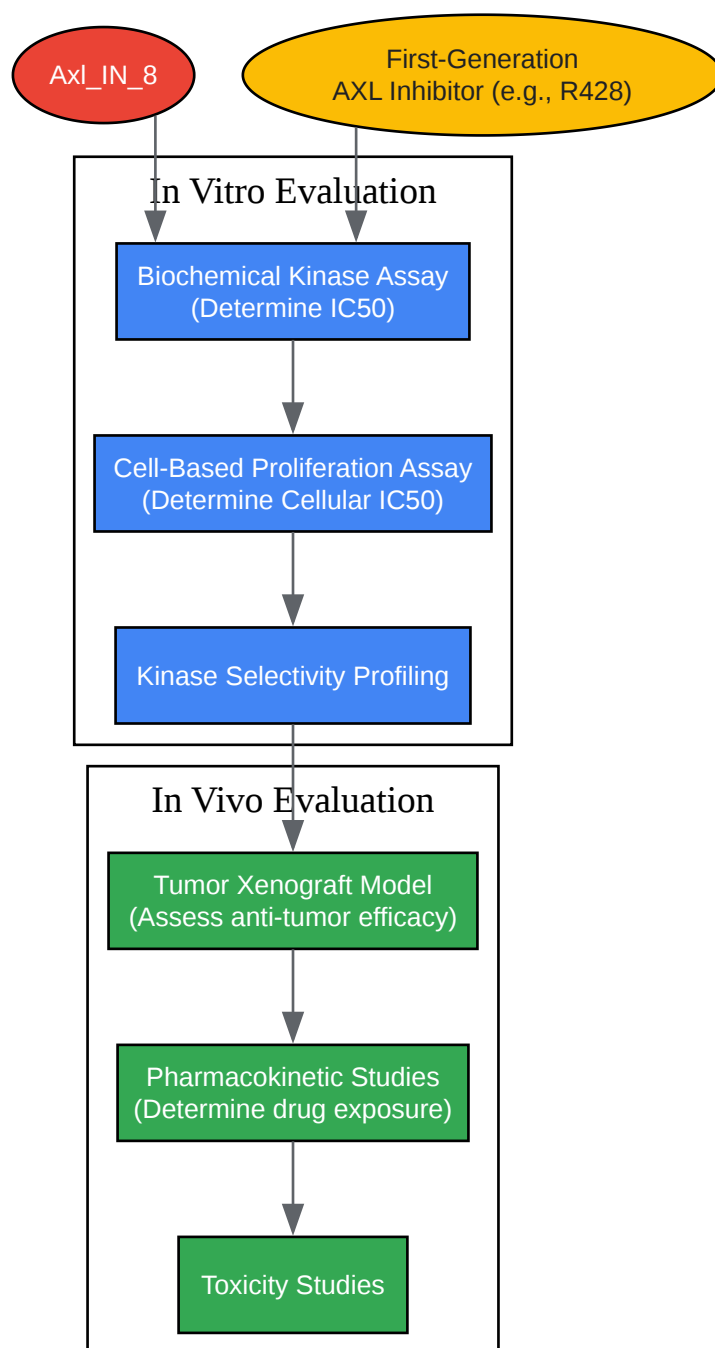 Axl_IN_8
First-Generation
AXL Inhibitor (e.g., R428)
In Vitro Evaluation
Biochemical Kinase Assay
(Determine IC50)
Cell-Based Proliferation Assay
(Determine Cellular IC50)
Kinase Selectivity Profiling
In Vivo Evaluation
Tumor Xenograft Model
(Assess anti-tumor efficacy)
Pharmacokinetic Studies
(Determine drug exposure)
Toxicity Studies